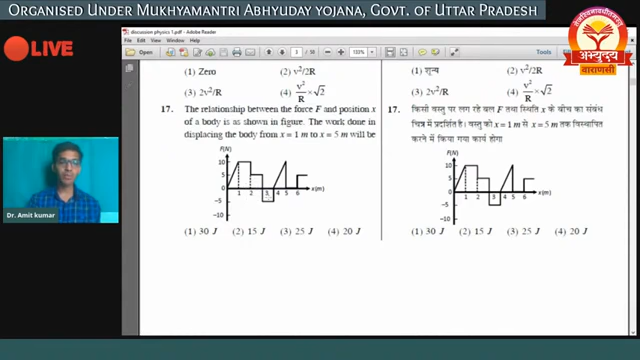 ORGANISED UNDER MUKHYAMANTRI ABHYUDAY YOJANA, GOVT. OF UTTAR PRADESH
LIVE
discussion physics 1.pdf - Adobe Reader
File Edit View Window Help
Open
133%
Tools
अभ्युदय
वाराणसी
(1) Zero
(2) v²/2R
(3) 2v²/R
(4) v²/R × √2
17. The relationship between the force F and position x
of a body is as shown in figure. The work done in
displacing the body from x = 1 m to x = 5 m will be
F(N)
10
5
0
−5
−10
1 2 3 4 5 6
x(m)
(1) 30 J (2) 15 J (3) 25 J (4) 20 J
(1) शून्य
(2) v²/2R
(3) 2v²/R
(4) v²/R × √2
17. किसी वस्तु पर लग रहे बल F तथा स्थिति x के बीच का संबंध
चित्र में प्रदर्शित है। वस्तु को x = 1 m से x = 5 m तक विस्थापित
करने में किया गया कार्य होगा
F(N)
10
5
0
−5
−10
1 2 3 4 5 6
x(m)
(1) 30 J (2) 15 J (3) 25 J (4) 20 J
Dr. Amit kumar